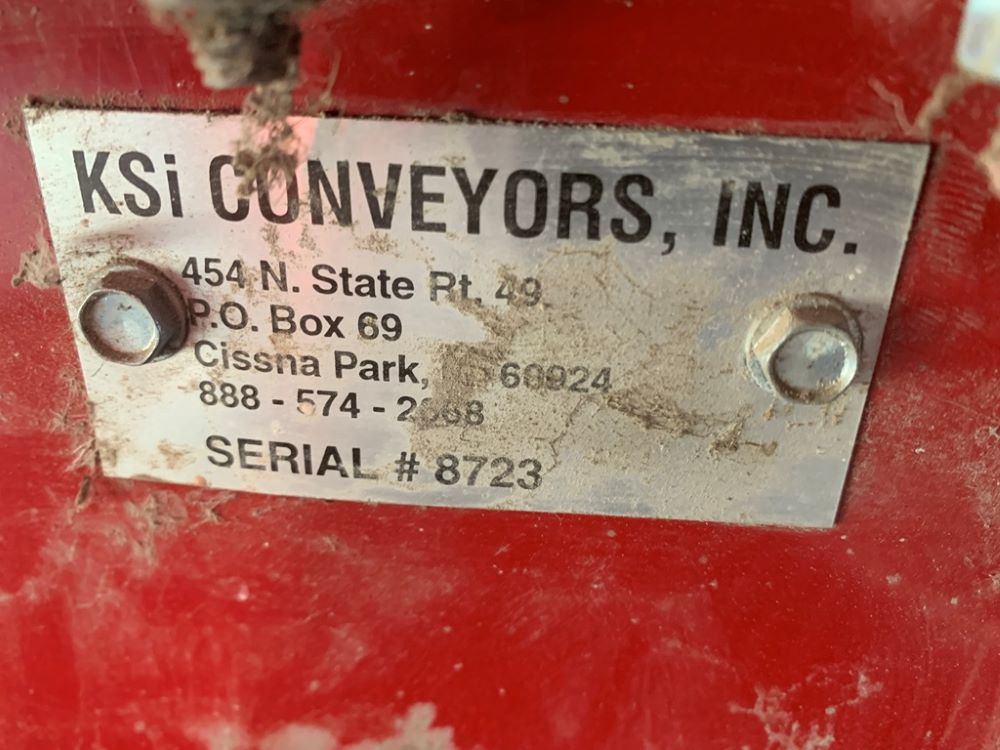 KSi CONVEYORS, INC.
454 N. State Rt. 49
P.O. Box 69
Cissna Park, 60924
888 - 574 -
SERIAL # 8723